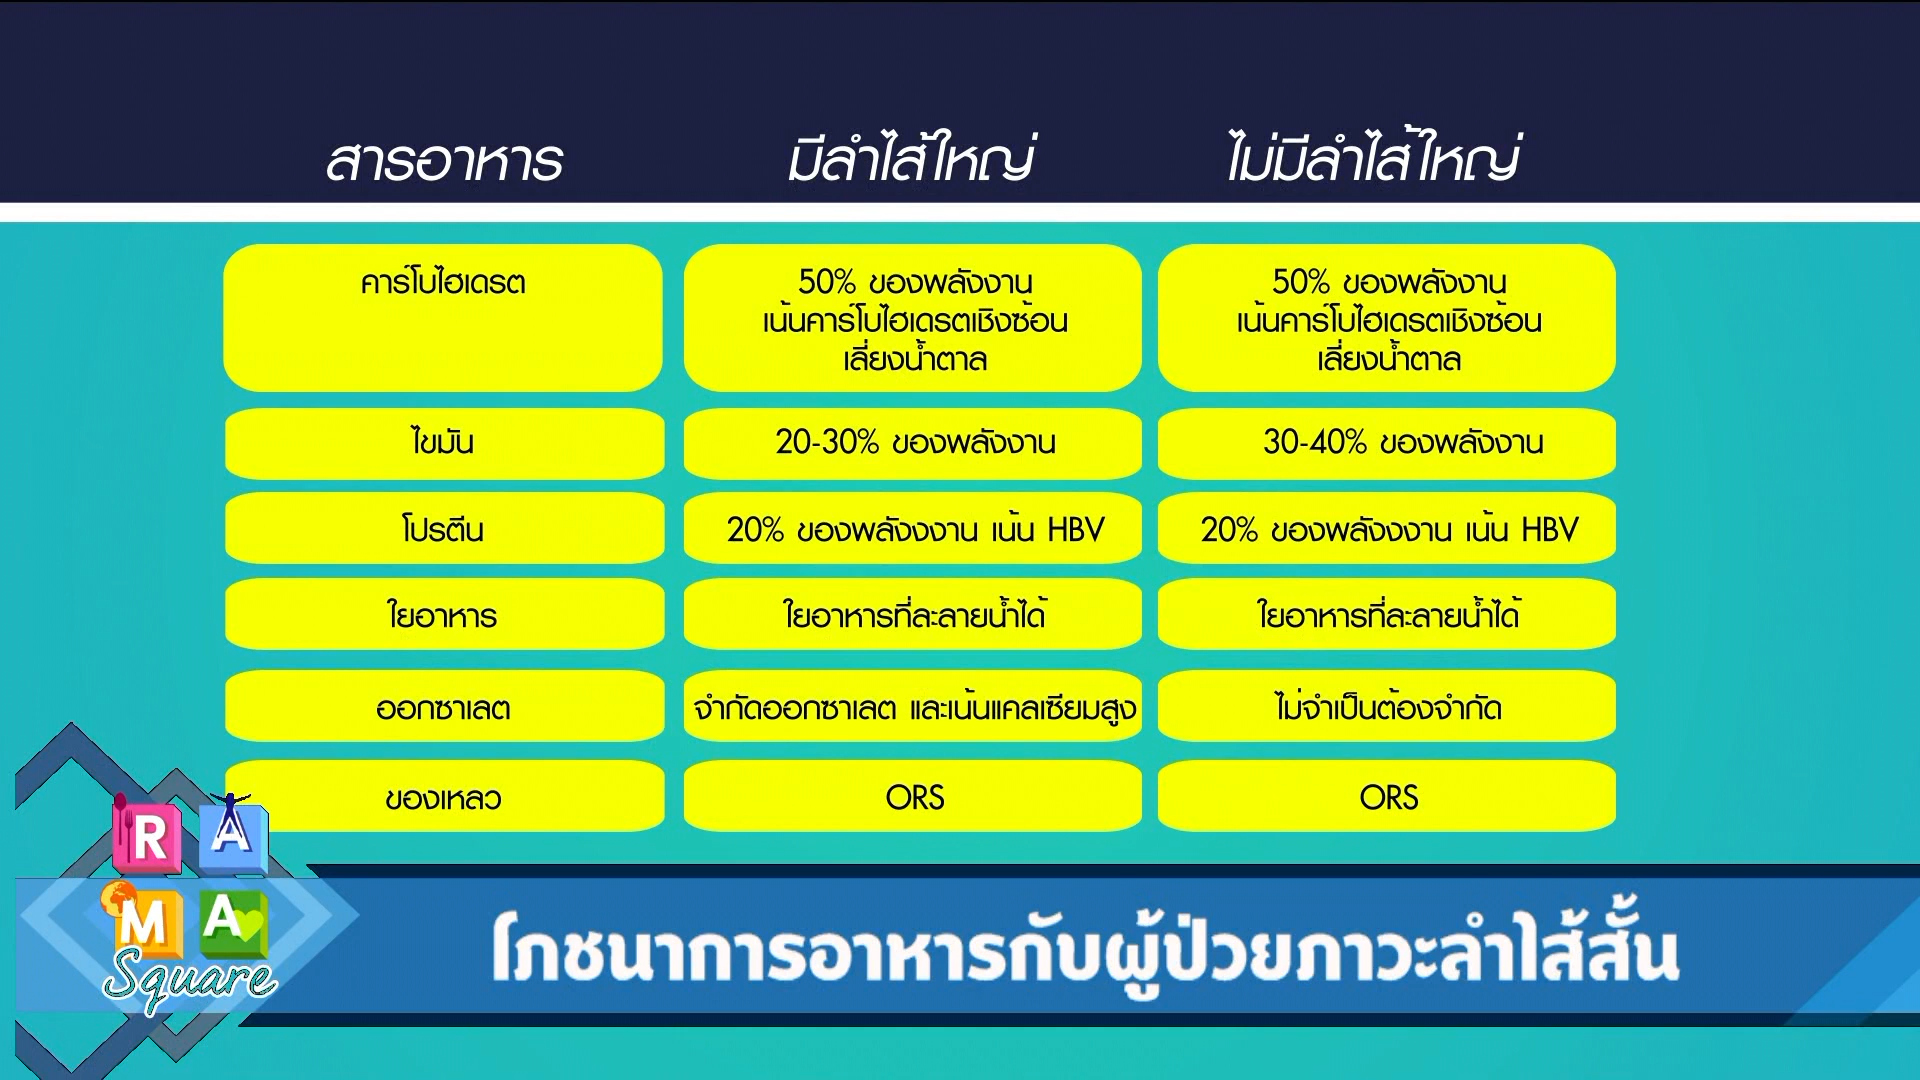 สารอาหาร มีลำไส้ใหญ่ ไม่มีลำไส้ใหญ่
คาร์โบไฮเดรต 50% ของพลังงาน 50% ของพลังงาน
เน้นคาร์โบไฮเดรตเชิงซ้อน เน้นคาร์โบไฮเดรตเชิงซ้อน
เลี่ยงน้ำตาล เลี่ยงน้ำตาล
ไขมัน 20-30% ของพลังงาน 30-40% ของพลังงาน
โปรตีน 20% ของพลังงงาน เน้น HBV 20% ของพลังงงาน เน้น HBV
ใยอาหาร ใยอาหารที่ละลายน้ำได้ ใยอาหารที่ละลายน้ำได้
ออกซาเลต จำกัดออกซาเลต และเน้นแคลเซียมสูง ไม่จำเป็นต้องจำกัด
ของเหลว ORS ORS
RAMA
Square
โภชนาการอาหารกับผู้ป่วยภาวะลำไส้สั้น